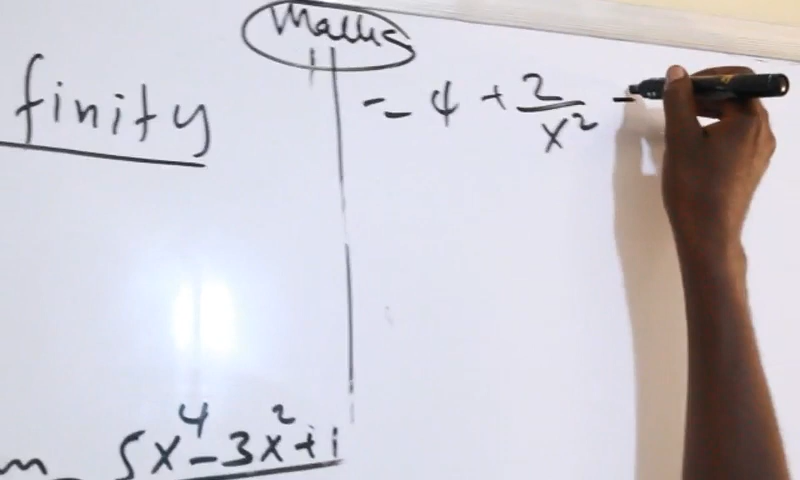 Maths
finity
= 4 + 2/x² -
m 5x⁴-3x²+1